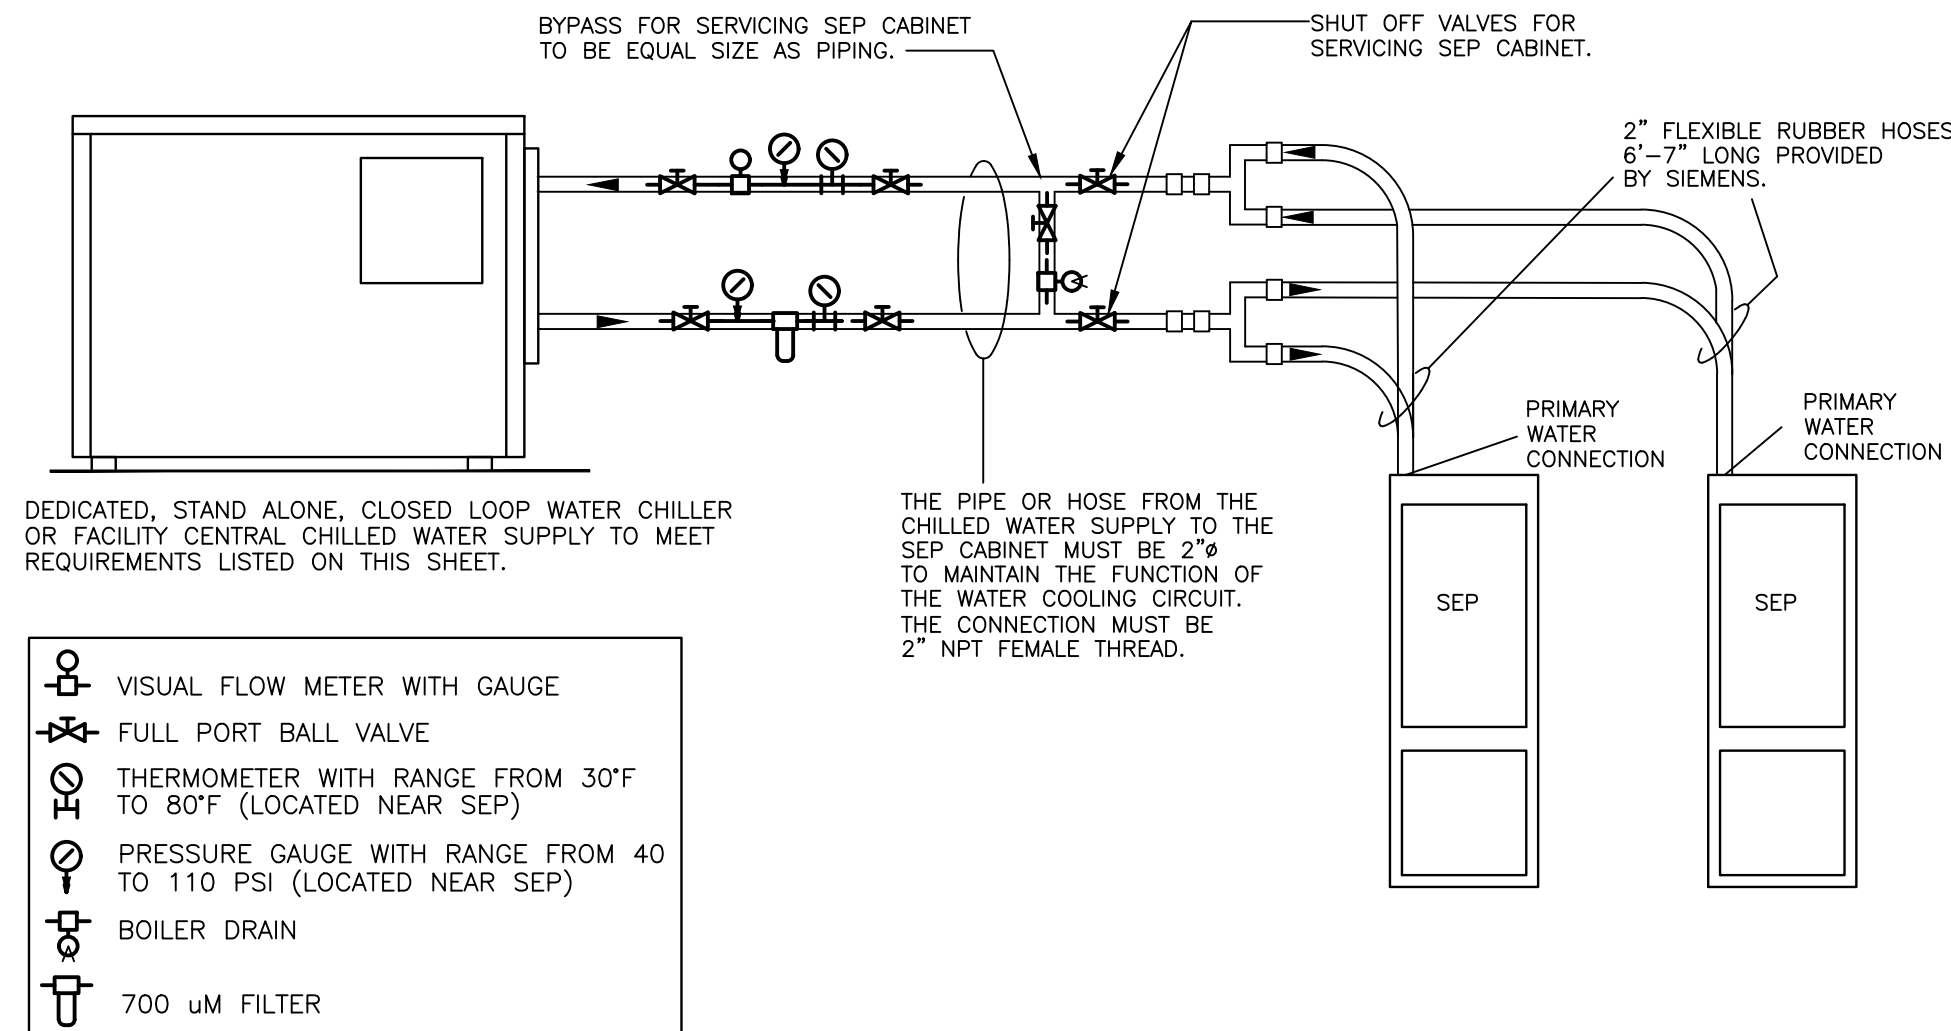 BYPASS FOR SERVICING SEP CABINET
TO BE EQUAL SIZE AS PIPING.
SHUT OFF VALVES FOR
SERVICING SEP CABINET.
2" FLEXIBLE RUBBER HOSES
6'-7" LONG PROVIDED
BY SIEMENS.
PRIMARY
WATER
CONNECTION
PRIMARY
WATER
CONNECTION
DEDICATED, STAND ALONE, CLOSED LOOP WATER CHILLER
OR FACILITY CENTRAL CHILLED WATER SUPPLY TO MEET
REQUIREMENTS LISTED ON THIS SHEET.
THE PIPE OR HOSE FROM THE
CHILLED WATER SUPPLY TO THE
SEP CABINET MUST BE 2"ø
TO MAINTAIN THE FUNCTION OF
THE WATER COOLING CIRCUIT.
THE CONNECTION MUST BE
2" NPT FEMALE THREAD.
SEP
SEP
VISUAL FLOW METER WITH GAUGE
FULL PORT BALL VALVE
THERMOMETER WITH RANGE FROM 30°F
TO 80°F (LOCATED NEAR SEP)
PRESSURE GAUGE WITH RANGE FROM 40
TO 110 PSI (LOCATED NEAR SEP)
BOILER DRAIN
700 uM FILTER